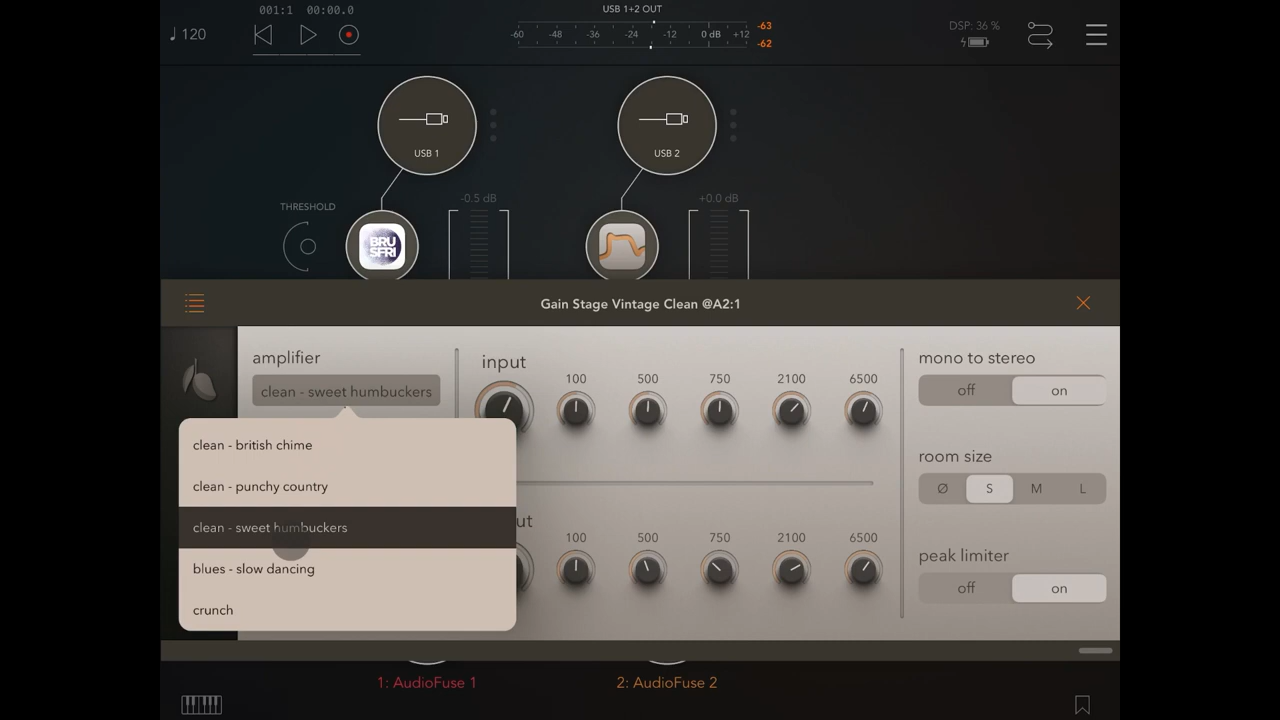 001:1 00:00.0
USB 1+2 OUT
♩ 120
-60 -48 -36 -24 -12 0 dB +12
-63
-62
DSP: 36 %
USB 1
USB 2
THRESHOLD
-0.5 dB
+0.0 dB
BRU
SFRI
Gain Stage Vintage Clean @A2:1
amplifier
clean - sweet humbuckers
input
100 500 750 2100 6500
mono to stereo
off on
clean - british chime
clean - punchy country
clean - sweet humbuckers
blues - slow dancing
crunch
ut
100 500 750 2100 6500
room size
Ø S M L
peak limiter
off on
1: AudioFuse 1
2: AudioFuse 2